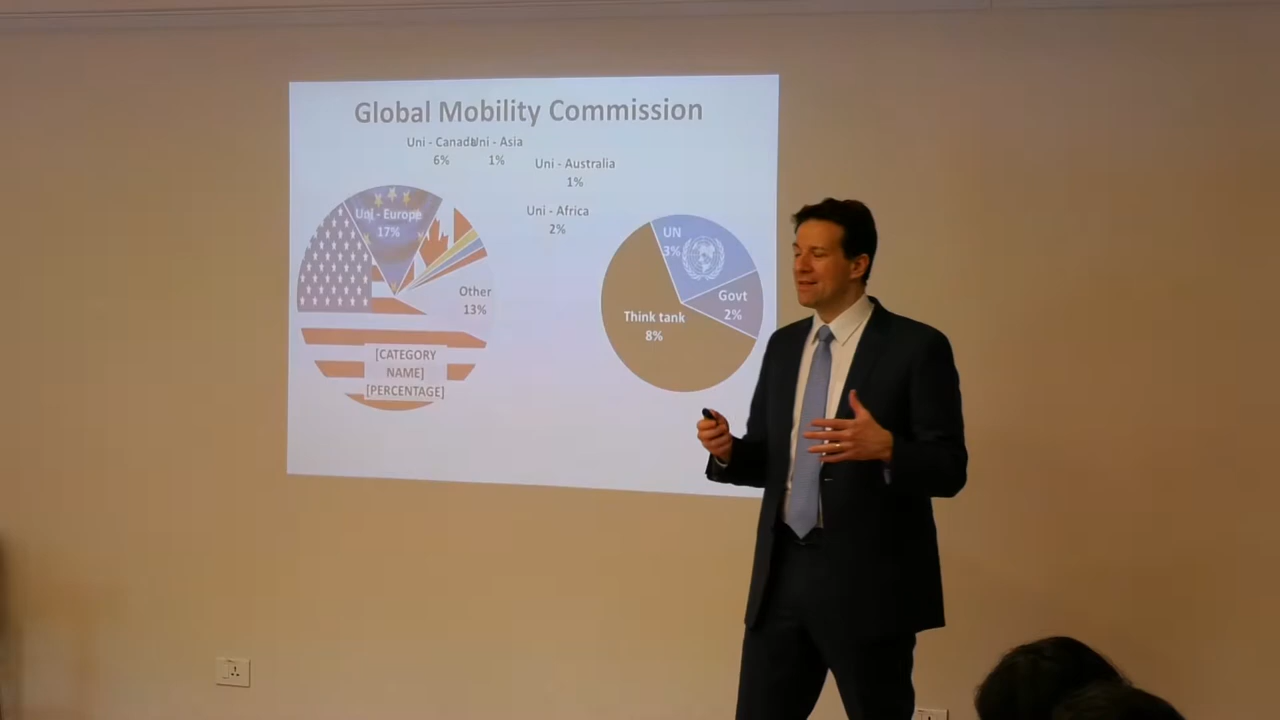 Global Mobility Commission
Uni - Canada
6%
Uni - Asia
1%
Uni - Australia
1%
Uni - Africa
2%
Uni - Europe
17%
Other
13%
[CATEGORY
NAME]
[PERCENTAGE]
UN
3%
Govt
2%
Think tank
8%